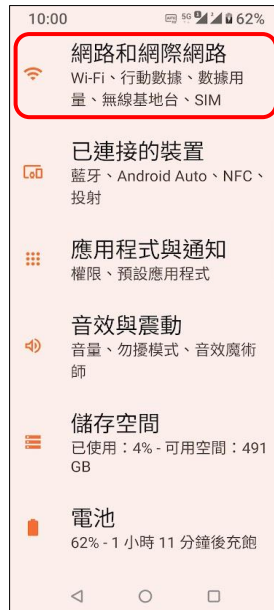 10:00 5G 62%
網路和網際網路
Wi-Fi、行動數據、數據用
量、無線基地台、SIM
已連接的裝置
藍牙、Android Auto、NFC、
投射
應用程式與通知
權限、預設應用程式
音效與震動
音量、勿擾模式、音效魔術
師
儲存空間
已使用：4% - 可用空間：491
GB
電池
62% - 1 小時 11 分鐘後充飽